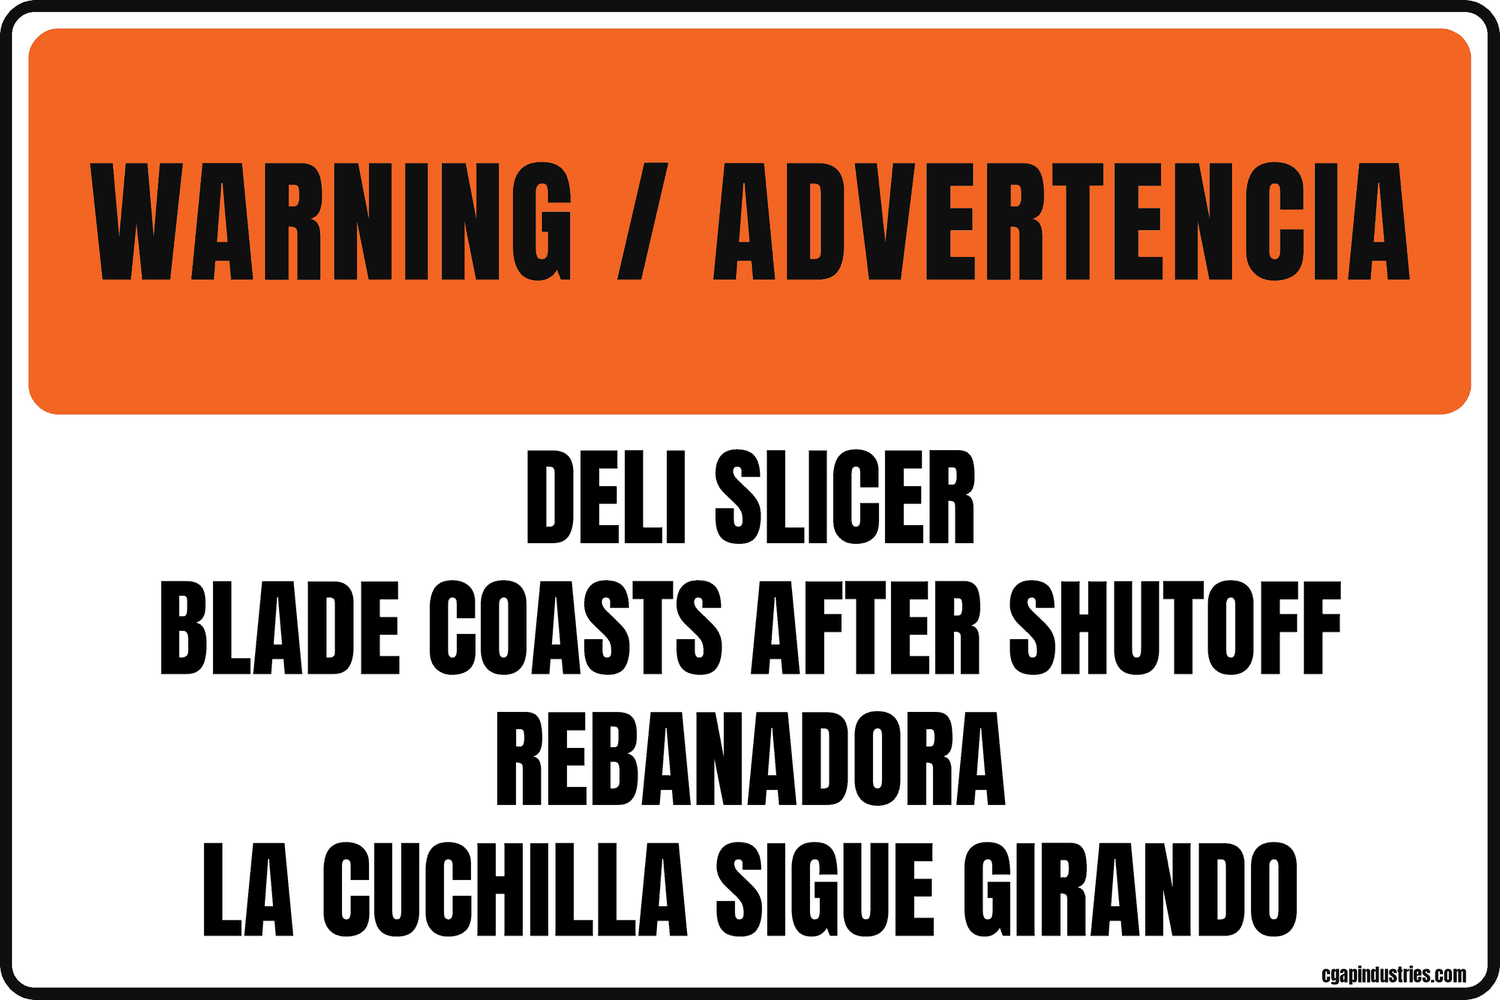 WARNING / ADVERTENCIA
DELI SLICER
BLADE COASTS AFTER SHUTOFF
REBANADORA
LA CUCHILLA SIGUE GIRANDO
cgapindustries.com